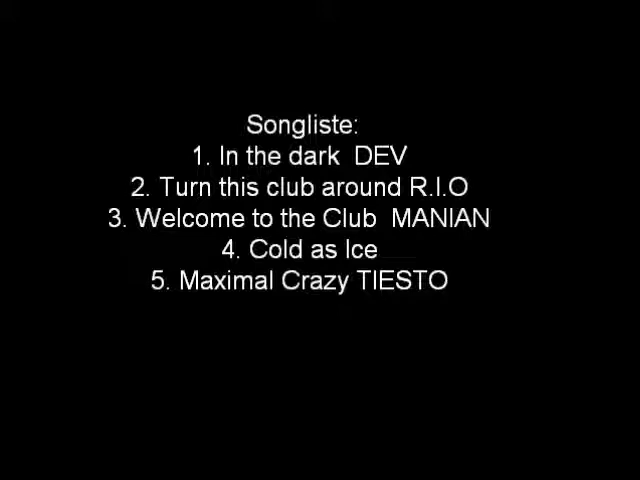 Songliste:
1. In the dark  DEV
2. Turn this club around R.I.O
3. Welcome to the Club  MANIAN
4. Cold as Ice
5. Maximal Crazy TIESTO